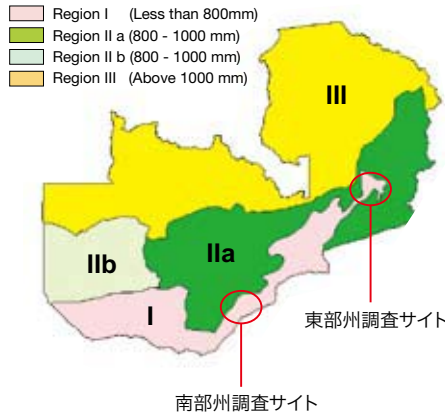 Region I (Less than 800mm)
Region II a (800 - 1000 mm)
Region II b (800 - 1000 mm)
Region III (Above 1000 mm)
III
IIa
IIb
I
東部州調査サイト
南部州調査サイト